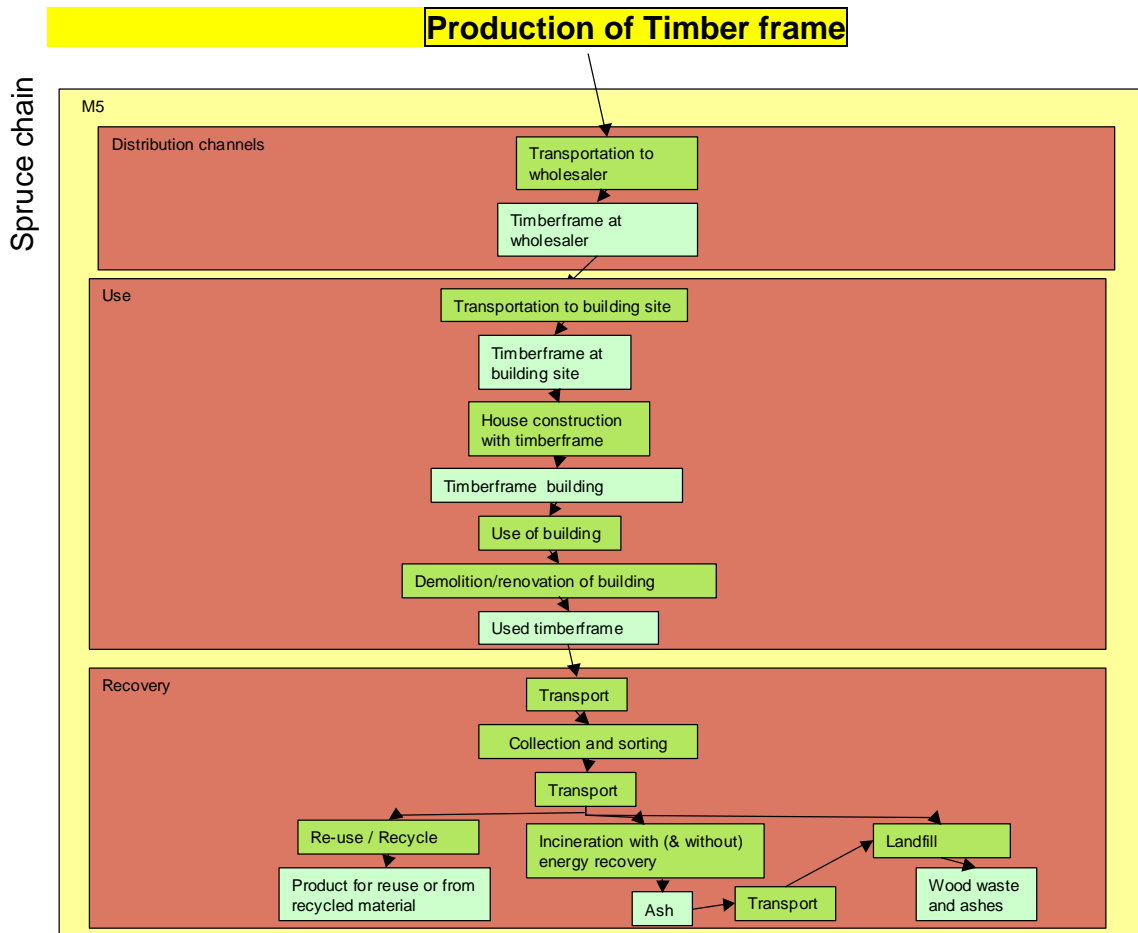 Production of Timber frame
Spruce chain
M5
Distribution channels
Transportation to
wholesaler
Timberframe at
wholesaler
Use
Transportation to building site
Timberframe at
building site
House construction
with timberframe
Timberframe building
Use of building
Demolition/renovation of building
Used timberframe
Recovery
Transport
Collection and sorting
Transport
Re-use / Recycle
Incineration with (& without)
energy recovery
Landfill
Product for reuse or from
recycled material
Ash
Transport
Wood waste
and ashes